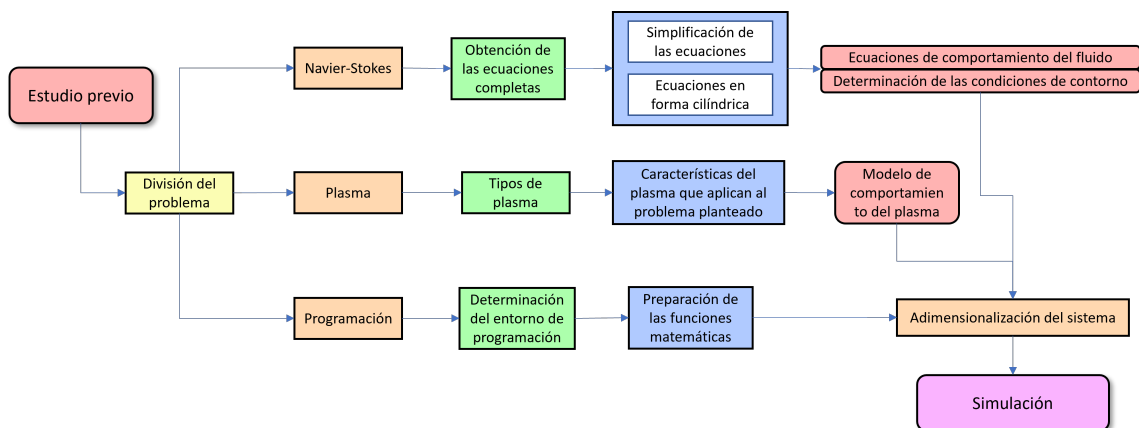 Estudio previo
División del
problema
Navier-Stokes
Obtención de
las ecuaciones
completas
Simplificación de
las ecuaciones
Ecuaciones en
forma cilíndrica
Ecuaciones de comportamiento del fluido
Determinación de las condiciones de contorno
Plasma
Tipos de
plasma
Características del
plasma que aplican al
problema planteado
Modelo de
comportamien
to del plasma
Programación
Determinación
del entorno de
programación
Preparación de
las funciones
matemáticas
Adimensionalización del sistema
Simulación